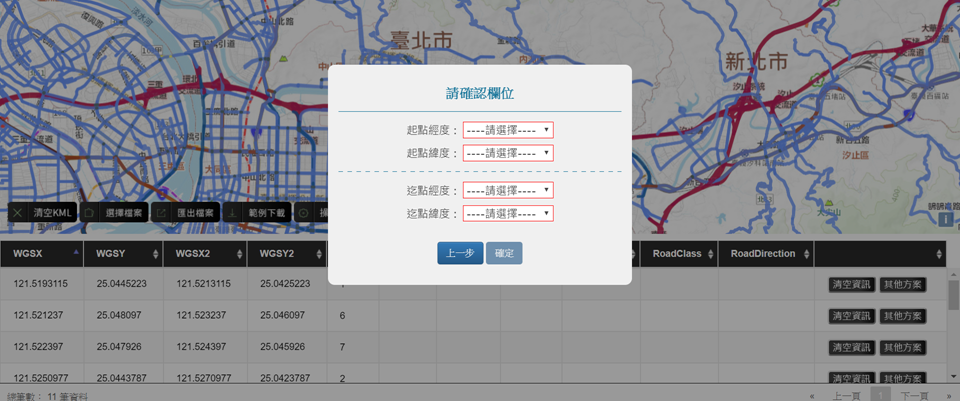 復興路
中山北路
臺北市
新北市
汐止區
請確認欄位
起點經度：----請選擇----
起點緯度：----請選擇----
迄點經度：----請選擇----
迄點緯度：----請選擇----
上一步 確定
清空KML 選擇檔案 匯出檔案 範例下載
WGSX WGSY WGSX2 WGSY2 RoadClass RoadDirection
121.5193115 25.0445223 121.5213115 25.0425223 清空資訊 其他方案
121.521237 25.048097 121.523237 25.046097 6 清空資訊 其他方案
121.522397 25.047926 121.524397 25.045926 7 清空資訊 其他方案
121.5250977 25.0443787 121.5270977 25.0423787 2 清空資訊 其他方案
總筆數： 11 筆資料 « 上一頁 1 下一頁 »